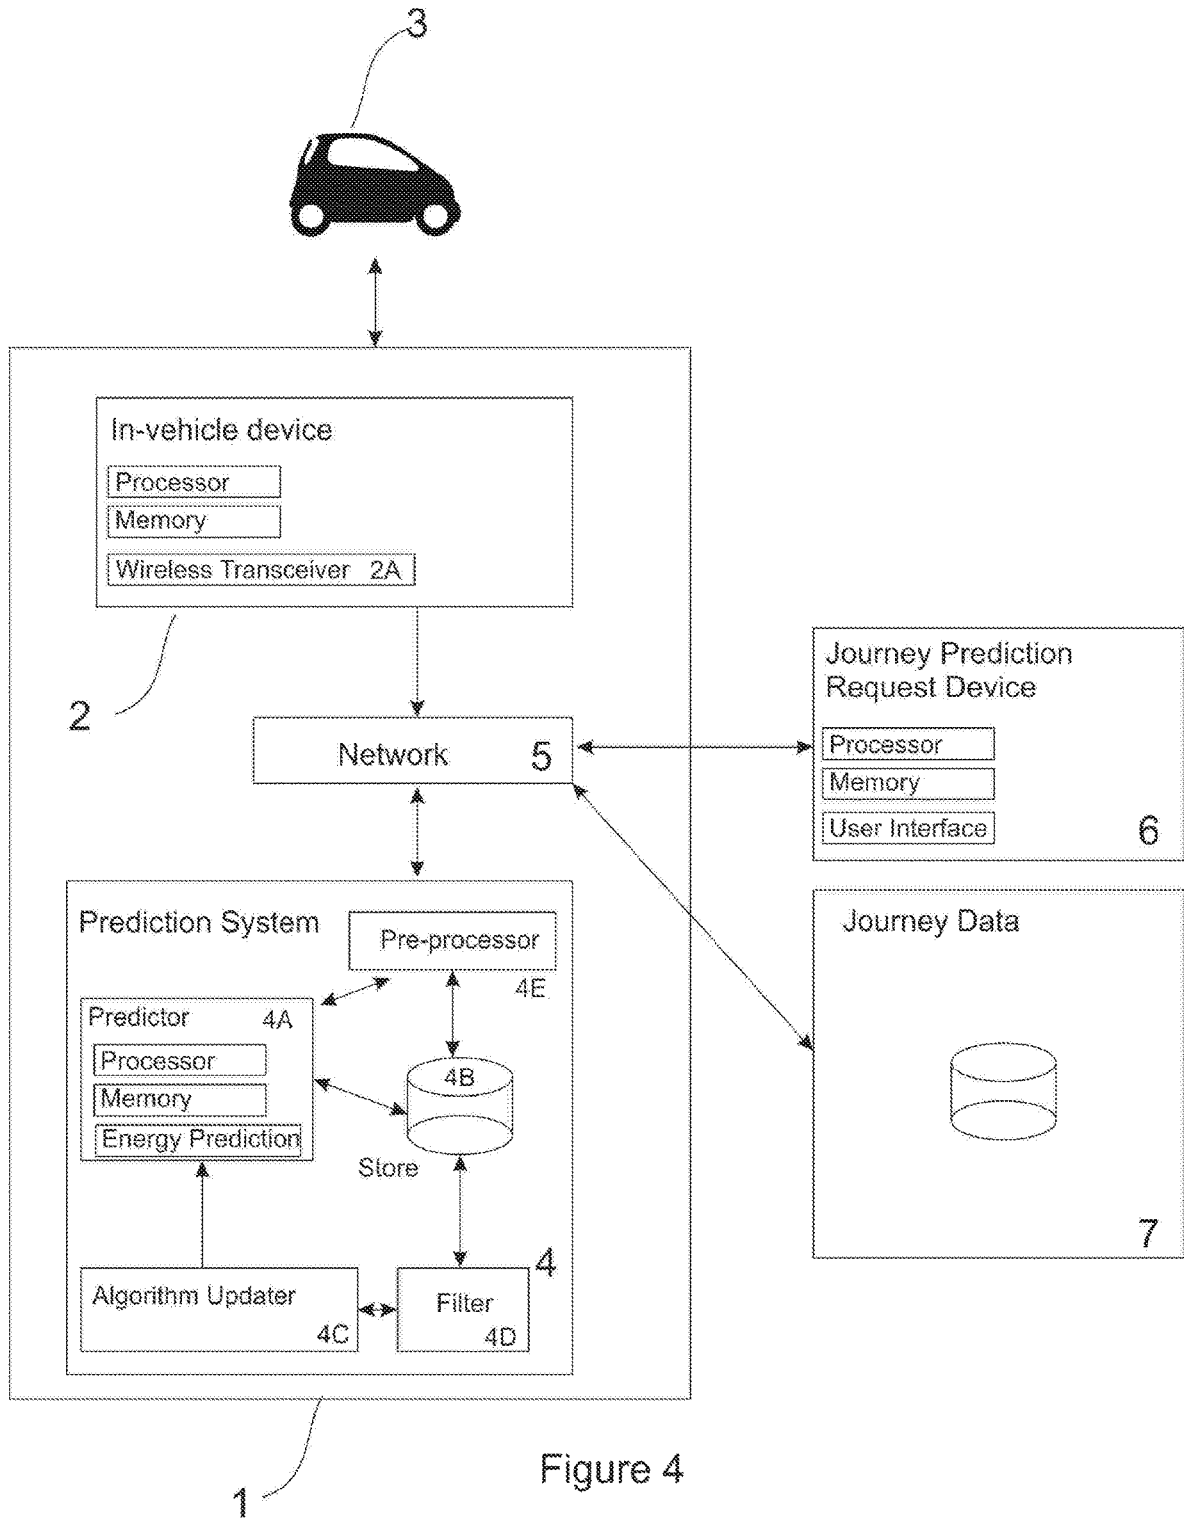 3
In-vehicle device
Processor
Memory
Wireless Transceiver 2A
2
Network 5
Journey Prediction
Request Device
Processor
Memory
User Interface
6
Prediction System
Pre-processor
4E
Predictor 4A
Processor
Memory
Energy Prediction
4B
Store
4
Algorithm Updater
4C
Filter
4D
Journey Data
7
1
Figure 4